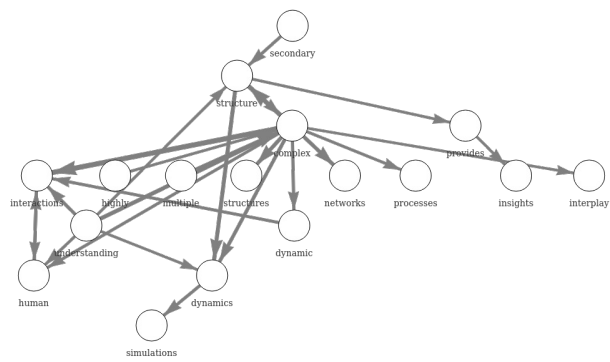 secondary
structure
complex
provides
interactions
highly
multiple
structures
networks
processes
insights
interplay
understanding
dynamic
human
dynamics
simulations